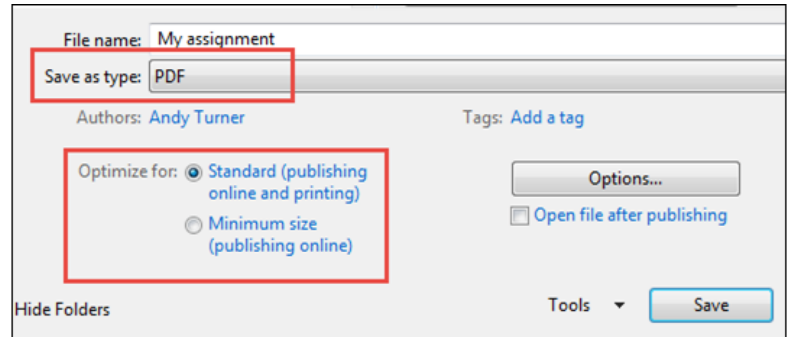 File name: My assignment
Save as type: PDF
Authors: Andy Turner Tags: Add a tag
Optimize for: Standard (publishing
online and printing)
Minimum size
(publishing online)
Options...
Open file after publishing
Hide Folders Tools Save